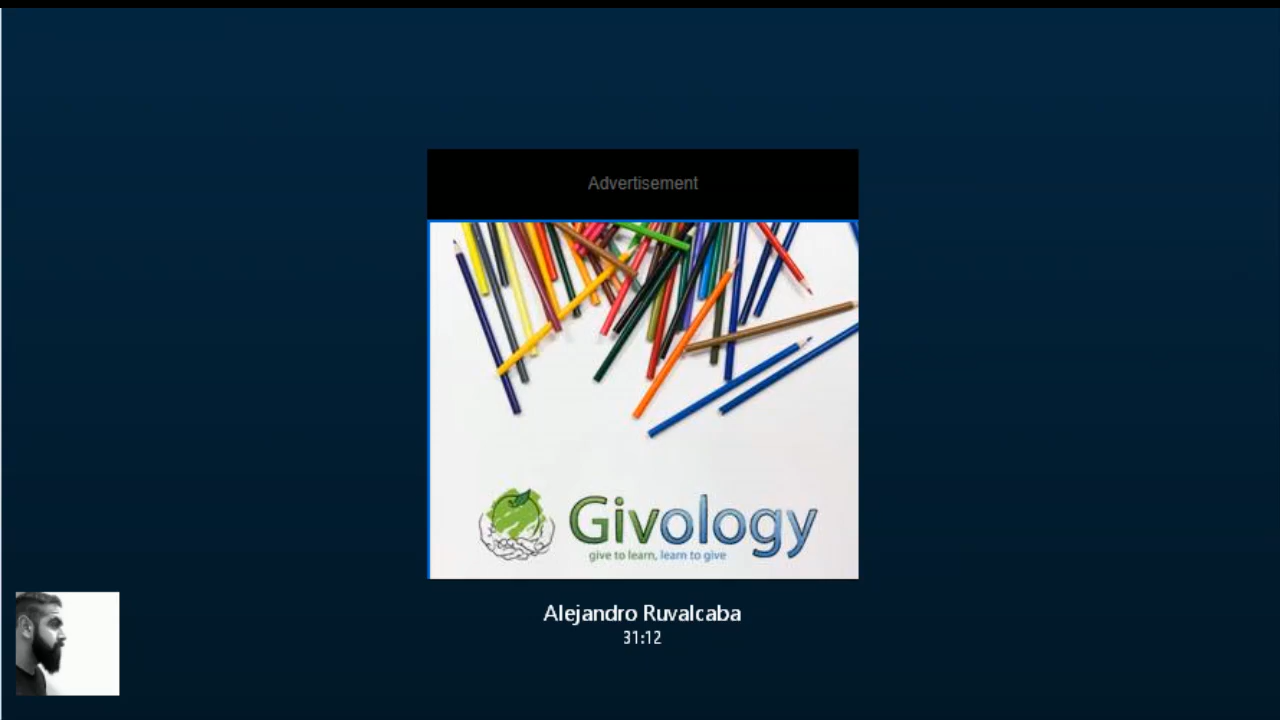 Advertisement
Givology
give to learn, learn to give
Alejandro Ruvalcaba
31:12